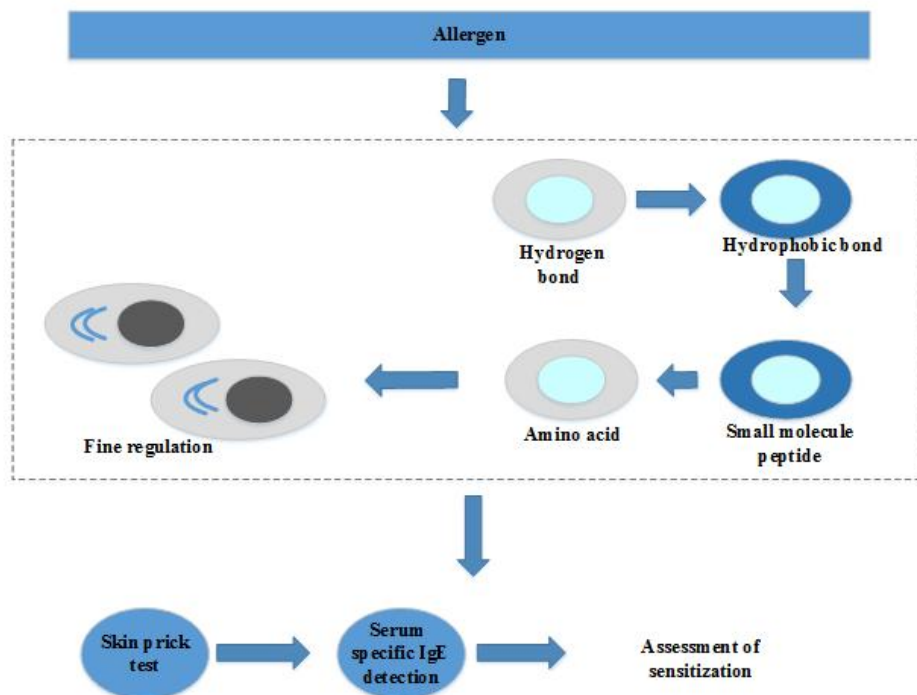 Allergen
Hydrogen
bond
Hydrophobic bond
Fine regulation
Amino acid
Small molecule
peptide
Skin prick
test
Serum
specific IgE
detection
Assessment of
sensitization